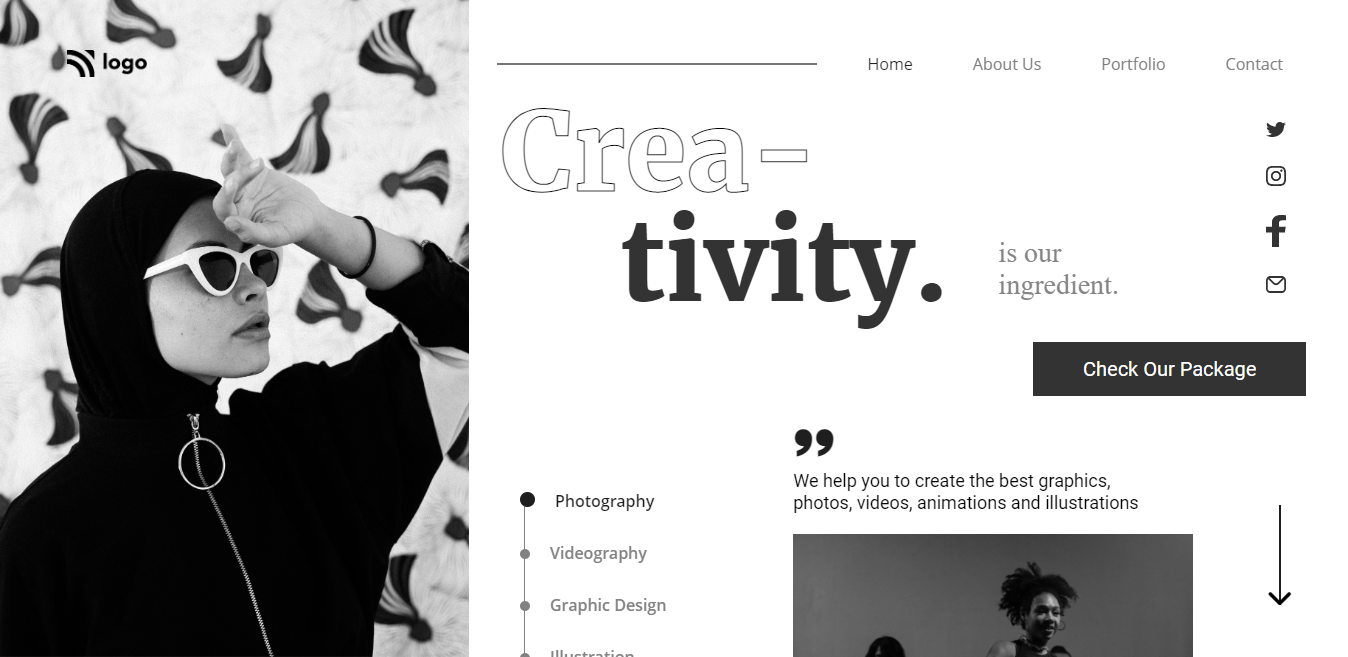 logo
Home
About Us
Portfolio
Contact
Crea-
tivity.
is our
ingredient.
Check Our Package
”
We help you to create the best graphics,
photos, videos, animations and illustrations
Photography
Videography
Graphic Design
Illustration